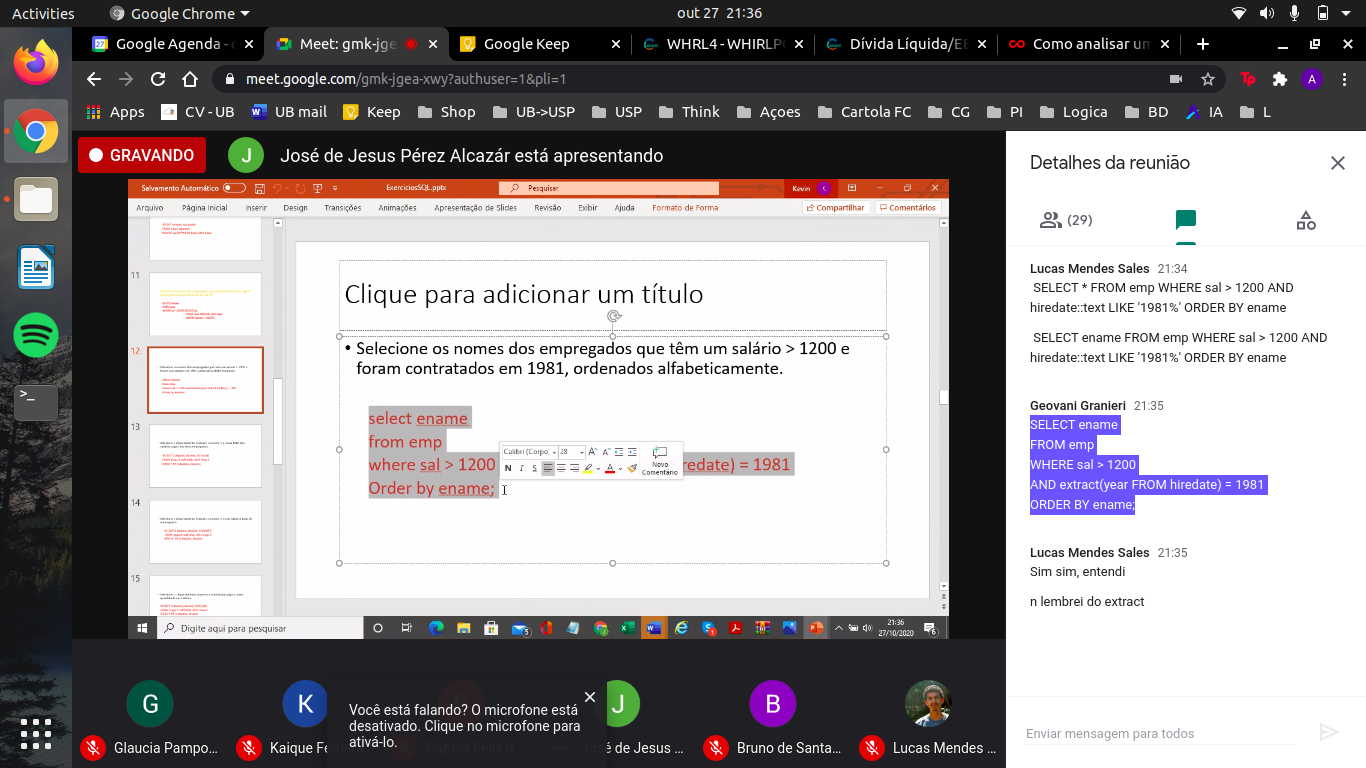 Activities
Google Chrome
out 27 21:36
Google Agenda - c
Meet: gmk-jge
Google Keep
WHRL4 - WHIRLP
Dívida Líquida/EB
Como analisar um
meet.google.com/gmk-jgea-xwy?authuser=1&pli=1
A
Apps
CV - UB
UB mail
Keep
Shop
UB->USP
USP
Think
Açoes
Cartola FC
CG
PI
Logica
BD
IA
L
GRAVANDO
J
José de Jesus Pérez Alcazár está apresentando
Salvamento Automático
ExerciciosSQL.pptx
Pesquisar
Kevin
Arquivo
Página Inicial
Inserir
Design
Transições
Animações
Apresentação de Slides
Revisão
Exibir
Ajuda
Formato de Forma
Compartilhar
Comentários
11
12
13
14
15
Clique para adicionar um título
• Selecione os nomes dos empregados que têm um salário > 1200 e
foram contratados em 1981, ordenados alfabeticamente.
select ename
from emp
where sal > 1200
redate) = 1981
Order by ename;
Calibri (Corpo)
28
N I S
Novo
Comentário
Digite aqui para pesquisar
21:36
27/10/2020
G
K
J
B
Glaucia Pampo...
Kaique Fe
José de Jesus ...
Bruno de Santa...
Lucas Mendes ...
Você está falando? O microfone está
desativado. Clique no microfone para
ativá-lo.
Detalhes da reunião
(29)
Lucas Mendes Sales 21:34
SELECT * FROM emp WHERE sal > 1200 AND
hiredate::text LIKE '1981%' ORDER BY ename
SELECT ename FROM emp WHERE sal > 1200 AND
hiredate::text LIKE '1981%' ORDER BY ename
Geovani Granieri 21:35
SELECT ename
FROM emp
WHERE sal > 1200
AND extract(year FROM hiredate) = 1981
ORDER BY ename;
Lucas Mendes Sales 21:35
Sim sim, entendi
n lembrei do extract
Enviar mensagem para todos